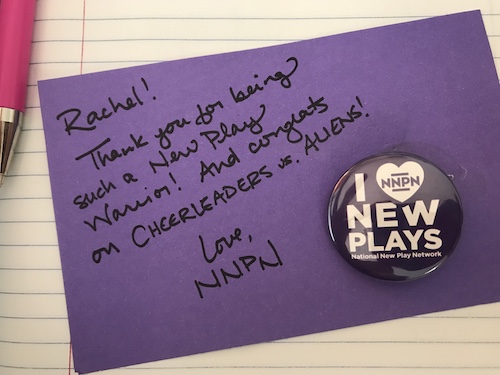 Rachel!
Thank you for being
such a New Play
Warrior! And congrats
on CHEERLEADERS vs. ALIENS!
Love,
NNPN
I NNPN
NEW
PLAYS
National New Play Network